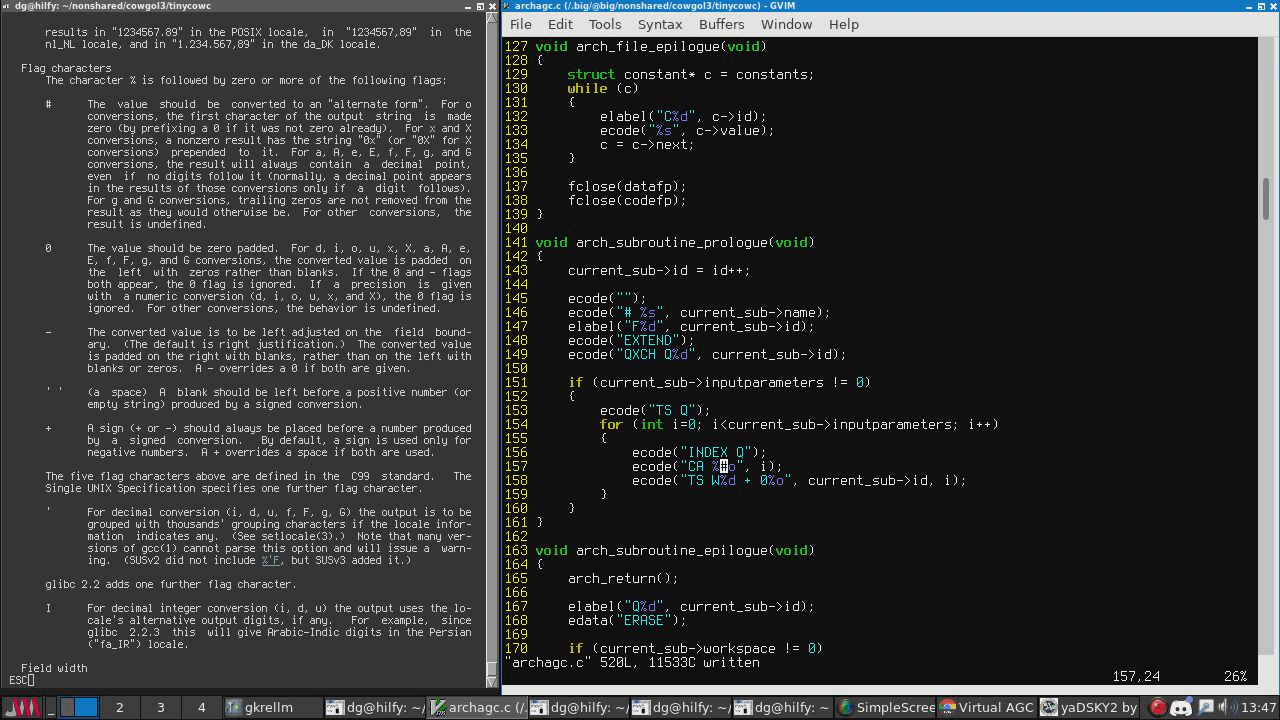 dg@hilfy: ~/nonshared/cowgol3/tinycowc
results in "1234567.89" in the POSIX locale, in "1234567,89" in the
nl_NL locale, and in "1.234.567,89" in the da_DK locale.
Flag characters
The character % is followed by zero or more of the following flags:
# The value should be converted to an "alternate form". For o
conversions, the first character of the output string is made
zero (by prefixing a 0 if it was not zero already). For x and X
conversions, a nonzero result has the string "0x" (or "0X" for X
conversions) prepended to it. For a, A, e, E, f, F, g, and G
conversions, the result will always contain a decimal point,
even if no digits follow it (normally, a decimal point appears
in the results of those conversions only if a digit follows).
For g and G conversions, trailing zeros are not removed from the
result as they would otherwise be. For other conversions, the
result is undefined.
0 The value should be zero padded. For d, i, o, u, x, X, a, A, e,
E, f, F, g, and G conversions, the converted value is padded on
the left with zeros rather than blanks. If the 0 and - flags
both appear, the 0 flag is ignored. If a precision is given
with a numeric conversion (d, i, o, u, x, and X), the 0 flag is
ignored. For other conversions, the behavior is undefined.
- The converted value is to be left adjusted on the field bound-
ary. (The default is right justification.) The converted value
is padded on the right with blanks, rather than on the left with
blanks or zeros. A - overrides a 0 if both are given.
' ' (a space) A blank should be left before a positive number (or
empty string) produced by a signed conversion.
+ A sign (+ or -) should always be placed before a number produced
by a signed conversion. By default, a sign is used only for
negative numbers. A + overrides a space if both are used.
The five flag characters above are defined in the C99 standard. The
Single UNIX Specification specifies one further flag character.
' For decimal conversion (i, d, u, f, F, g, G) the output is to be
grouped with thousands' grouping characters if the locale infor-
mation indicates any. (See setlocale(3).) Note that many ver-
sions of gcc(1) cannot parse this option and will issue a warn-
ing. (SUSv2 did not include %'F, but SUSv3 added it.)
glibc 2.2 adds one further flag character.
I For decimal integer conversion (i, d, u) the output uses the lo-
cale's alternative output digits, if any. For example, since
glibc 2.2.3 this will give Arabic-Indic digits in the Persian
("fa_IR") locale.
Field width
ESC
archagc.c (/.big/@big/nonshared/cowgol3/tinycowc) - GVIM
File Edit Tools Syntax Buffers Window Help
127 void arch_file_epilogue(void)
128 {
129 struct constant* c = constants;
130 while (c)
131 {
132 elabel("C%d", c->id);
133 ecode("%s", c->value);
134 c = c->next;
135 }
136
137 fclose(datafp);
138 fclose(codefp);
139 }
140
141 void arch_subroutine_prologue(void)
142 {
143 current_sub->id = id++;
144
145 ecode("");
146 ecode("# %s", current_sub->name);
147 elabel("F%d", current_sub->id);
148 ecode("EXTEND");
149 ecode("QXCH Q%d", current_sub->id);
150
151 if (current_sub->inputparameters != 0)
152 {
153 ecode("TS Q");
154 for (int i=0; i<current_sub->inputparameters; i++)
155 {
156 ecode("INDEX Q");
157 ecode("CA %#o", i);
158 ecode("TS W%d + 0%o", current_sub->id, i);
159 }
160 }
161 }
162
163 void arch_subroutine_epilogue(void)
164 {
165 arch_return();
166
167 elabel("Q%d", current_sub->id);
168 edata("ERASE");
169
170 if (current_sub->workspace != 0)
"archagc.c" 520L, 11533C written
157,24 26%
2 3 4 gkrellm dg@hilfy: ~/ archagc.c (/. dg@hilfy: ~/ dg@hilfy: ~/ dg@hilfy: ~/ SimpleScree Virtual AGC yaDSKY2 by 13:47